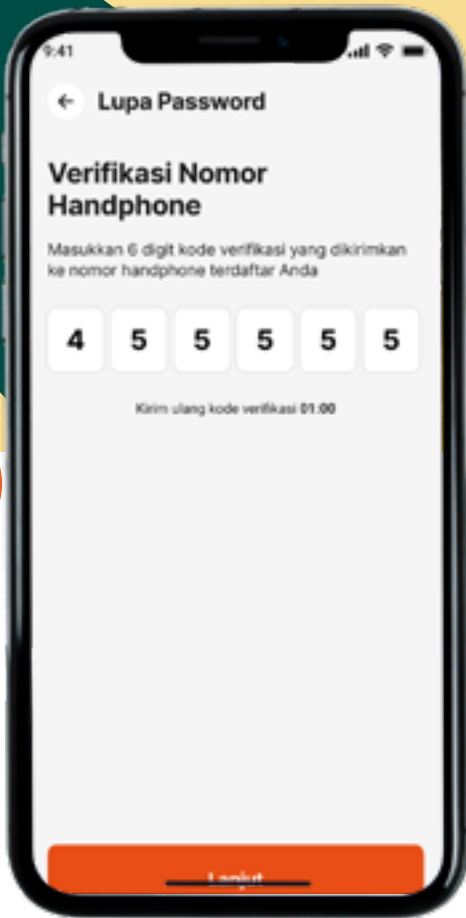 9:41
Lupa Password
Verifikasi Nomor
Handphone
Masukkan 6 digit kode verifikasi yang dikirimkan
ke nomor handphone terdaftar Anda
4 5 5 5 5 5
Kirim ulang kode verifikasi 01:00
Lanjut